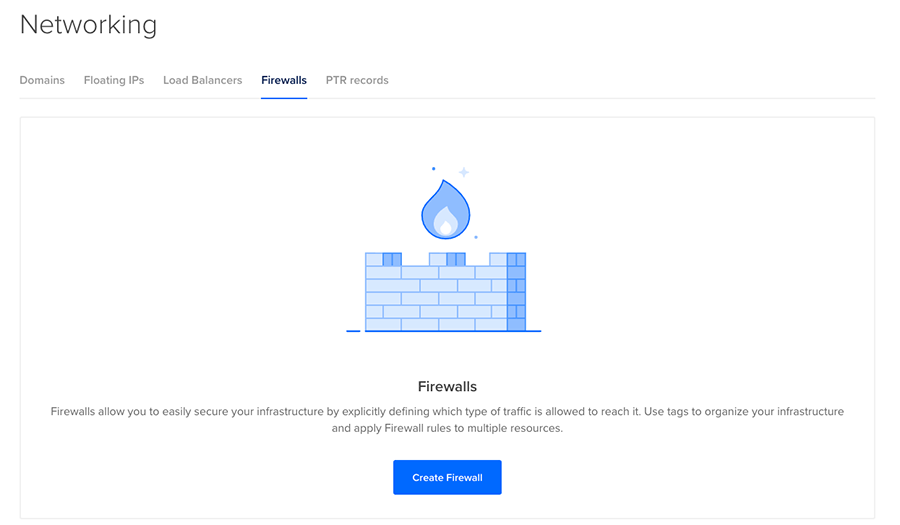 Networking
Domains Floating IPs Load Balancers Firewalls PTR records
Firewalls
Firewalls allow you to easily secure your infrastructure by explicitly defining which type of traffic is allowed to reach it. Use tags to organize your infrastructure
and apply Firewall rules to multiple resources.
Create Firewall